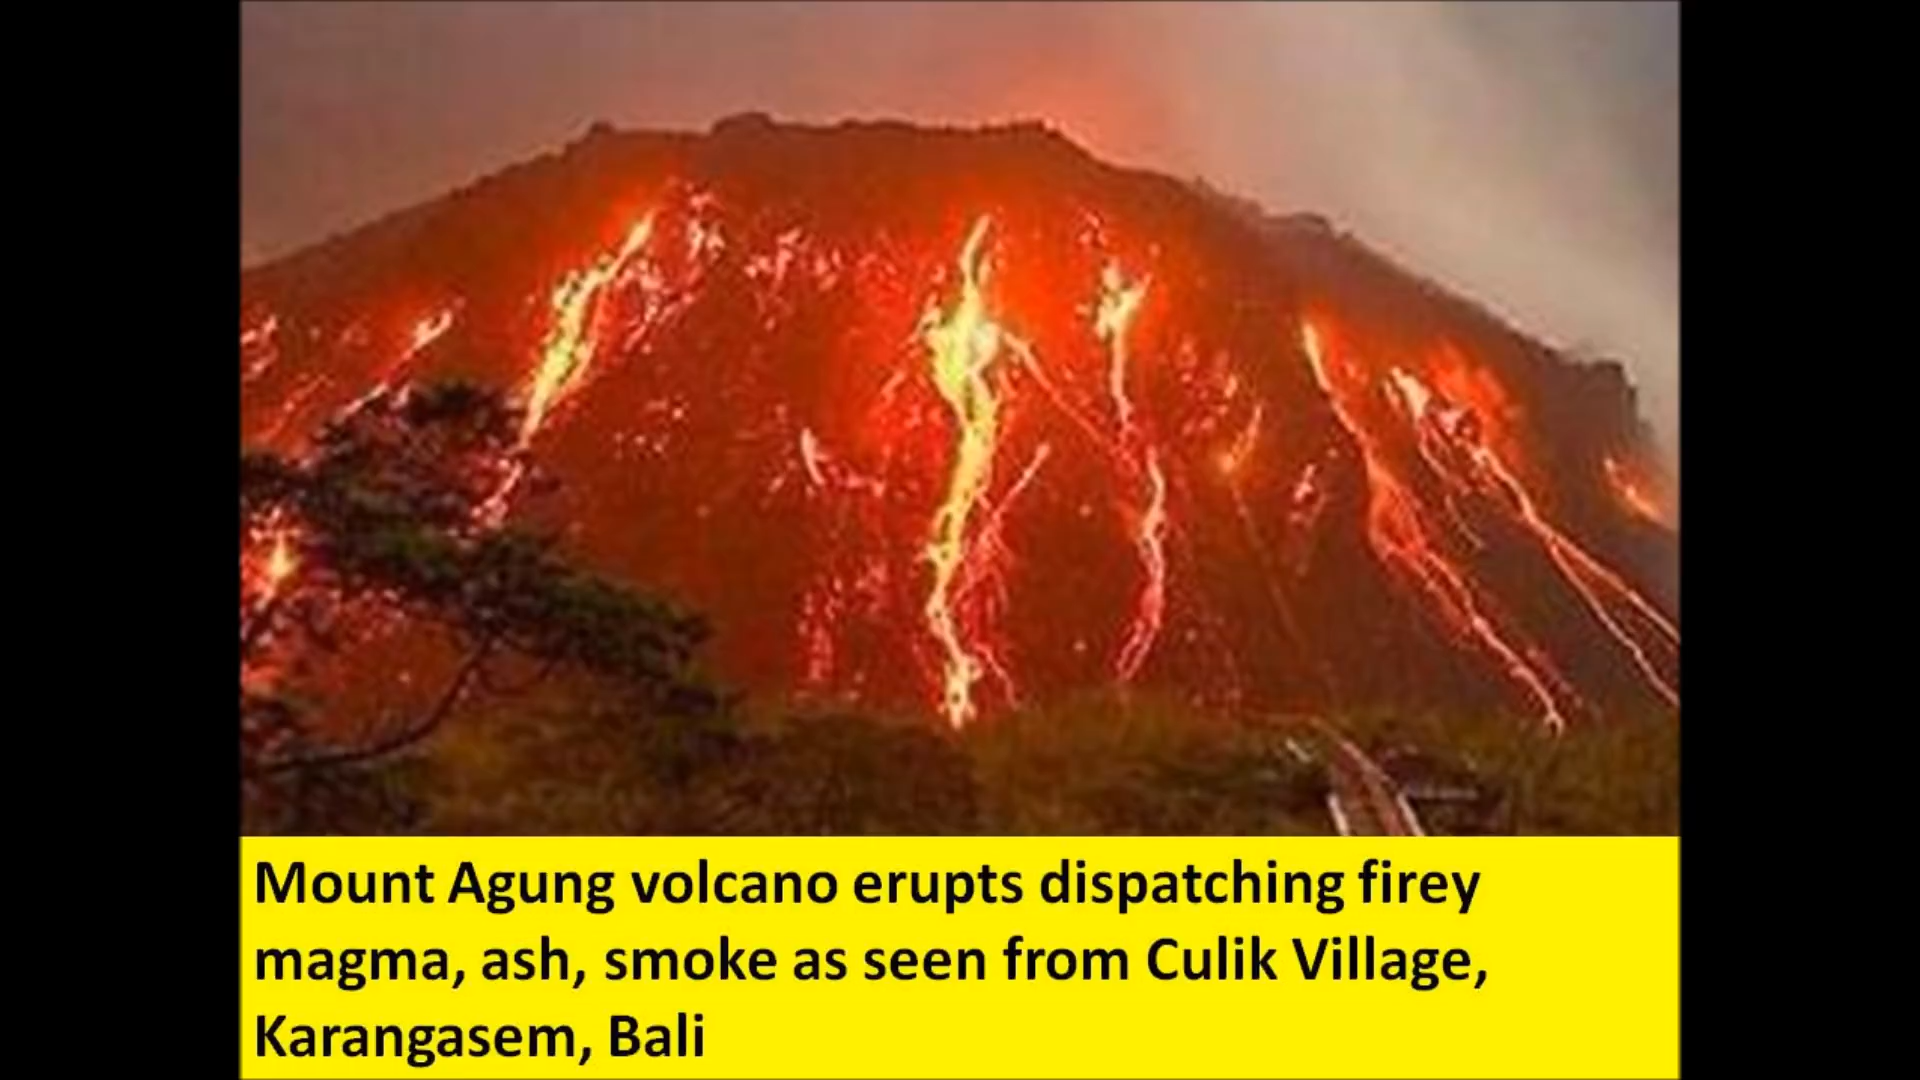 Mount Agung volcano erupts dispatching firey
magma, ash, smoke as seen from Culik Village,
Karangasem, Bali